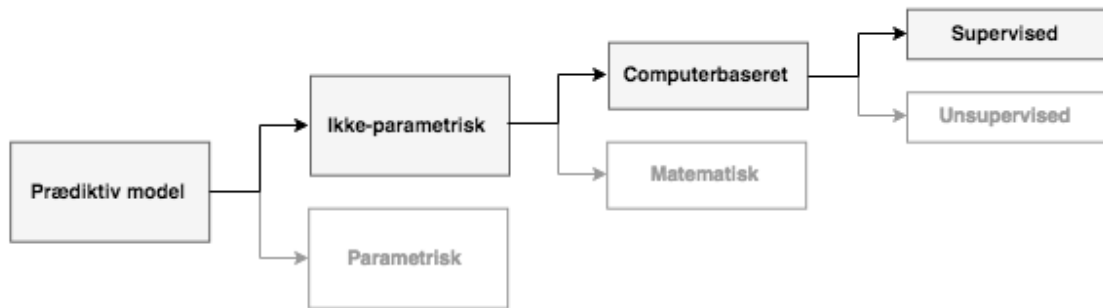 Supervised
Computerbaseret
Unsupervised
Ikke-parametrisk
Matematisk
Prædiktiv model
Parametrisk